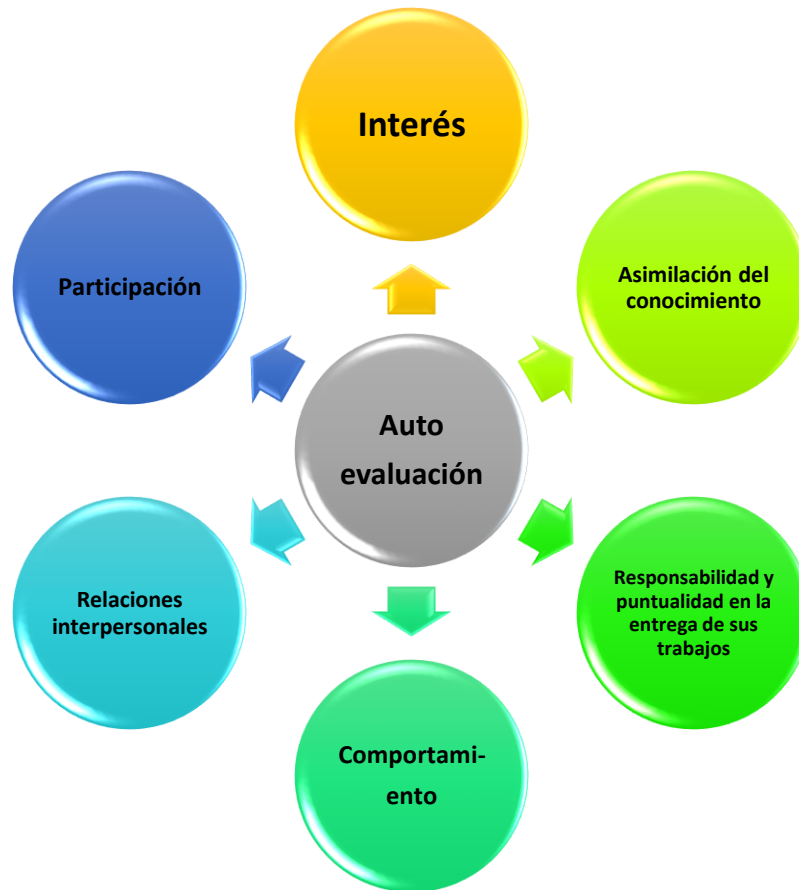 Interés
Asimilación del
conocimiento
Participación
Auto
evaluación
Responsabilidad y
puntualidad en la
entrega de sus
trabajos
Relaciones
interpersonales
Comportami-
ento